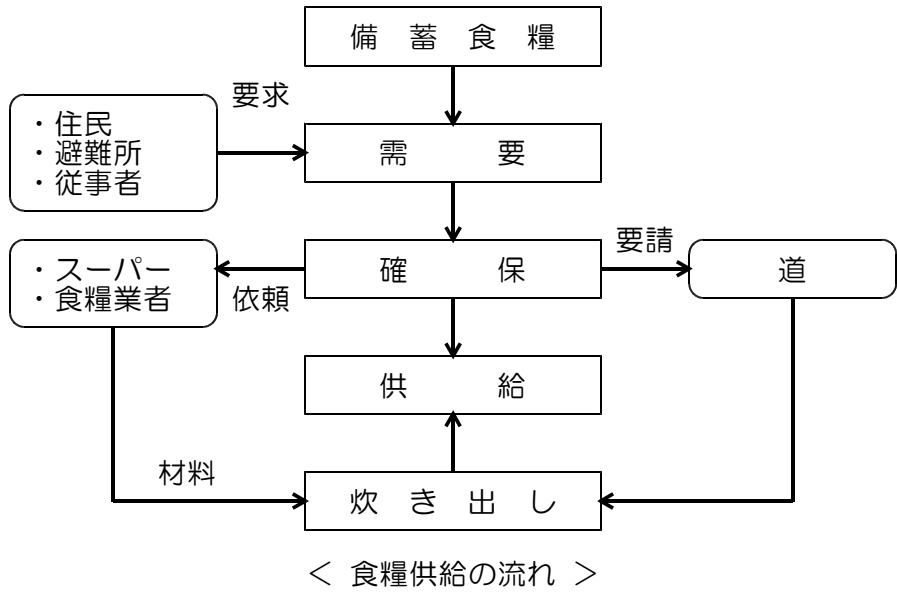 備蓄食糧
要求
・住民
・避難所
・従事者
需要
・スーパー
・食糧業者
依頼
確保
要請
道
供給
材料
炊き出し
＜ 食糧供給の流れ ＞